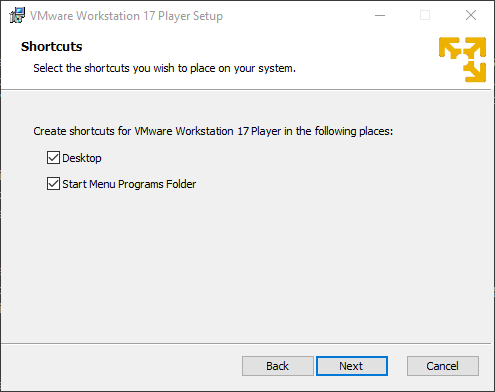 VMware Workstation 17 Player Setup
Shortcuts
Select the shortcuts you wish to place on your system.
Create shortcuts for VMware Workstation 17 Player in the following places:
Desktop
Start Menu Programs Folder
Back Next Cancel